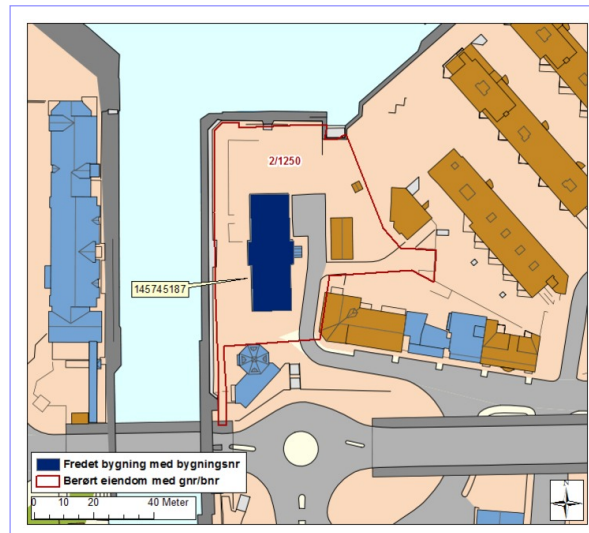 2/1250
145745187
Fredet bygning med bygningsnr
Berørt eiendom med gnr/bnr
0 10 20 40 Meter
N